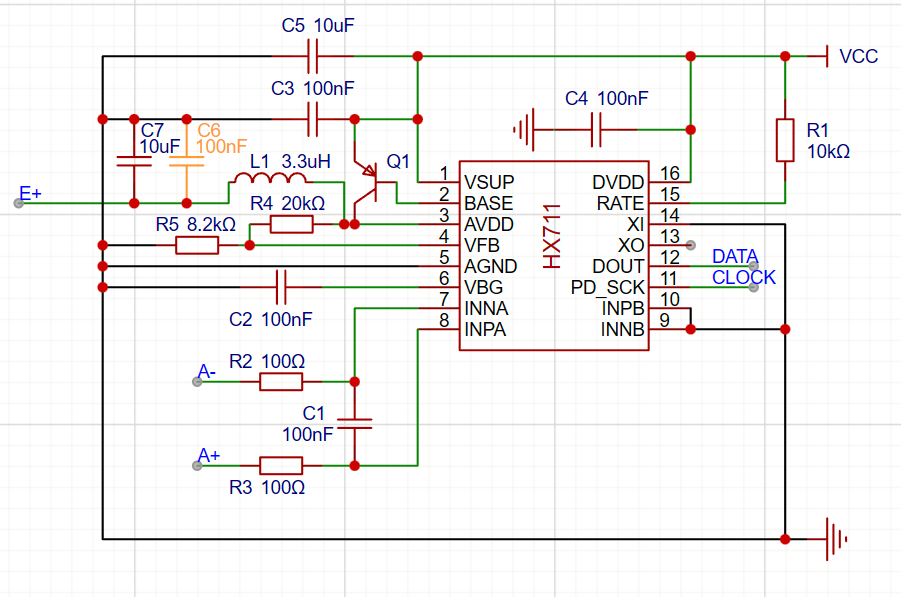 C5 10uF
VCC
C3 100nF
C4 100nF
C7
10uF
C6
100nF
R1
10kΩ
L1 3.3uH
Q1
E+
R4 20kΩ
R5 8.2kΩ
1 VSUP
2 BASE
3 AVDD
4 VFB
5 AGND
6 VBG
7 INNA
8 INPA
HX711
DVDD 16
RATE 15
XI 14
XO 13
DOUT 12
PD_SCK 11
INPB 10
INNB 9
DATA
CLOCK
C2 100nF
R2 100Ω
A-
C1
100nF
A+
R3 100Ω